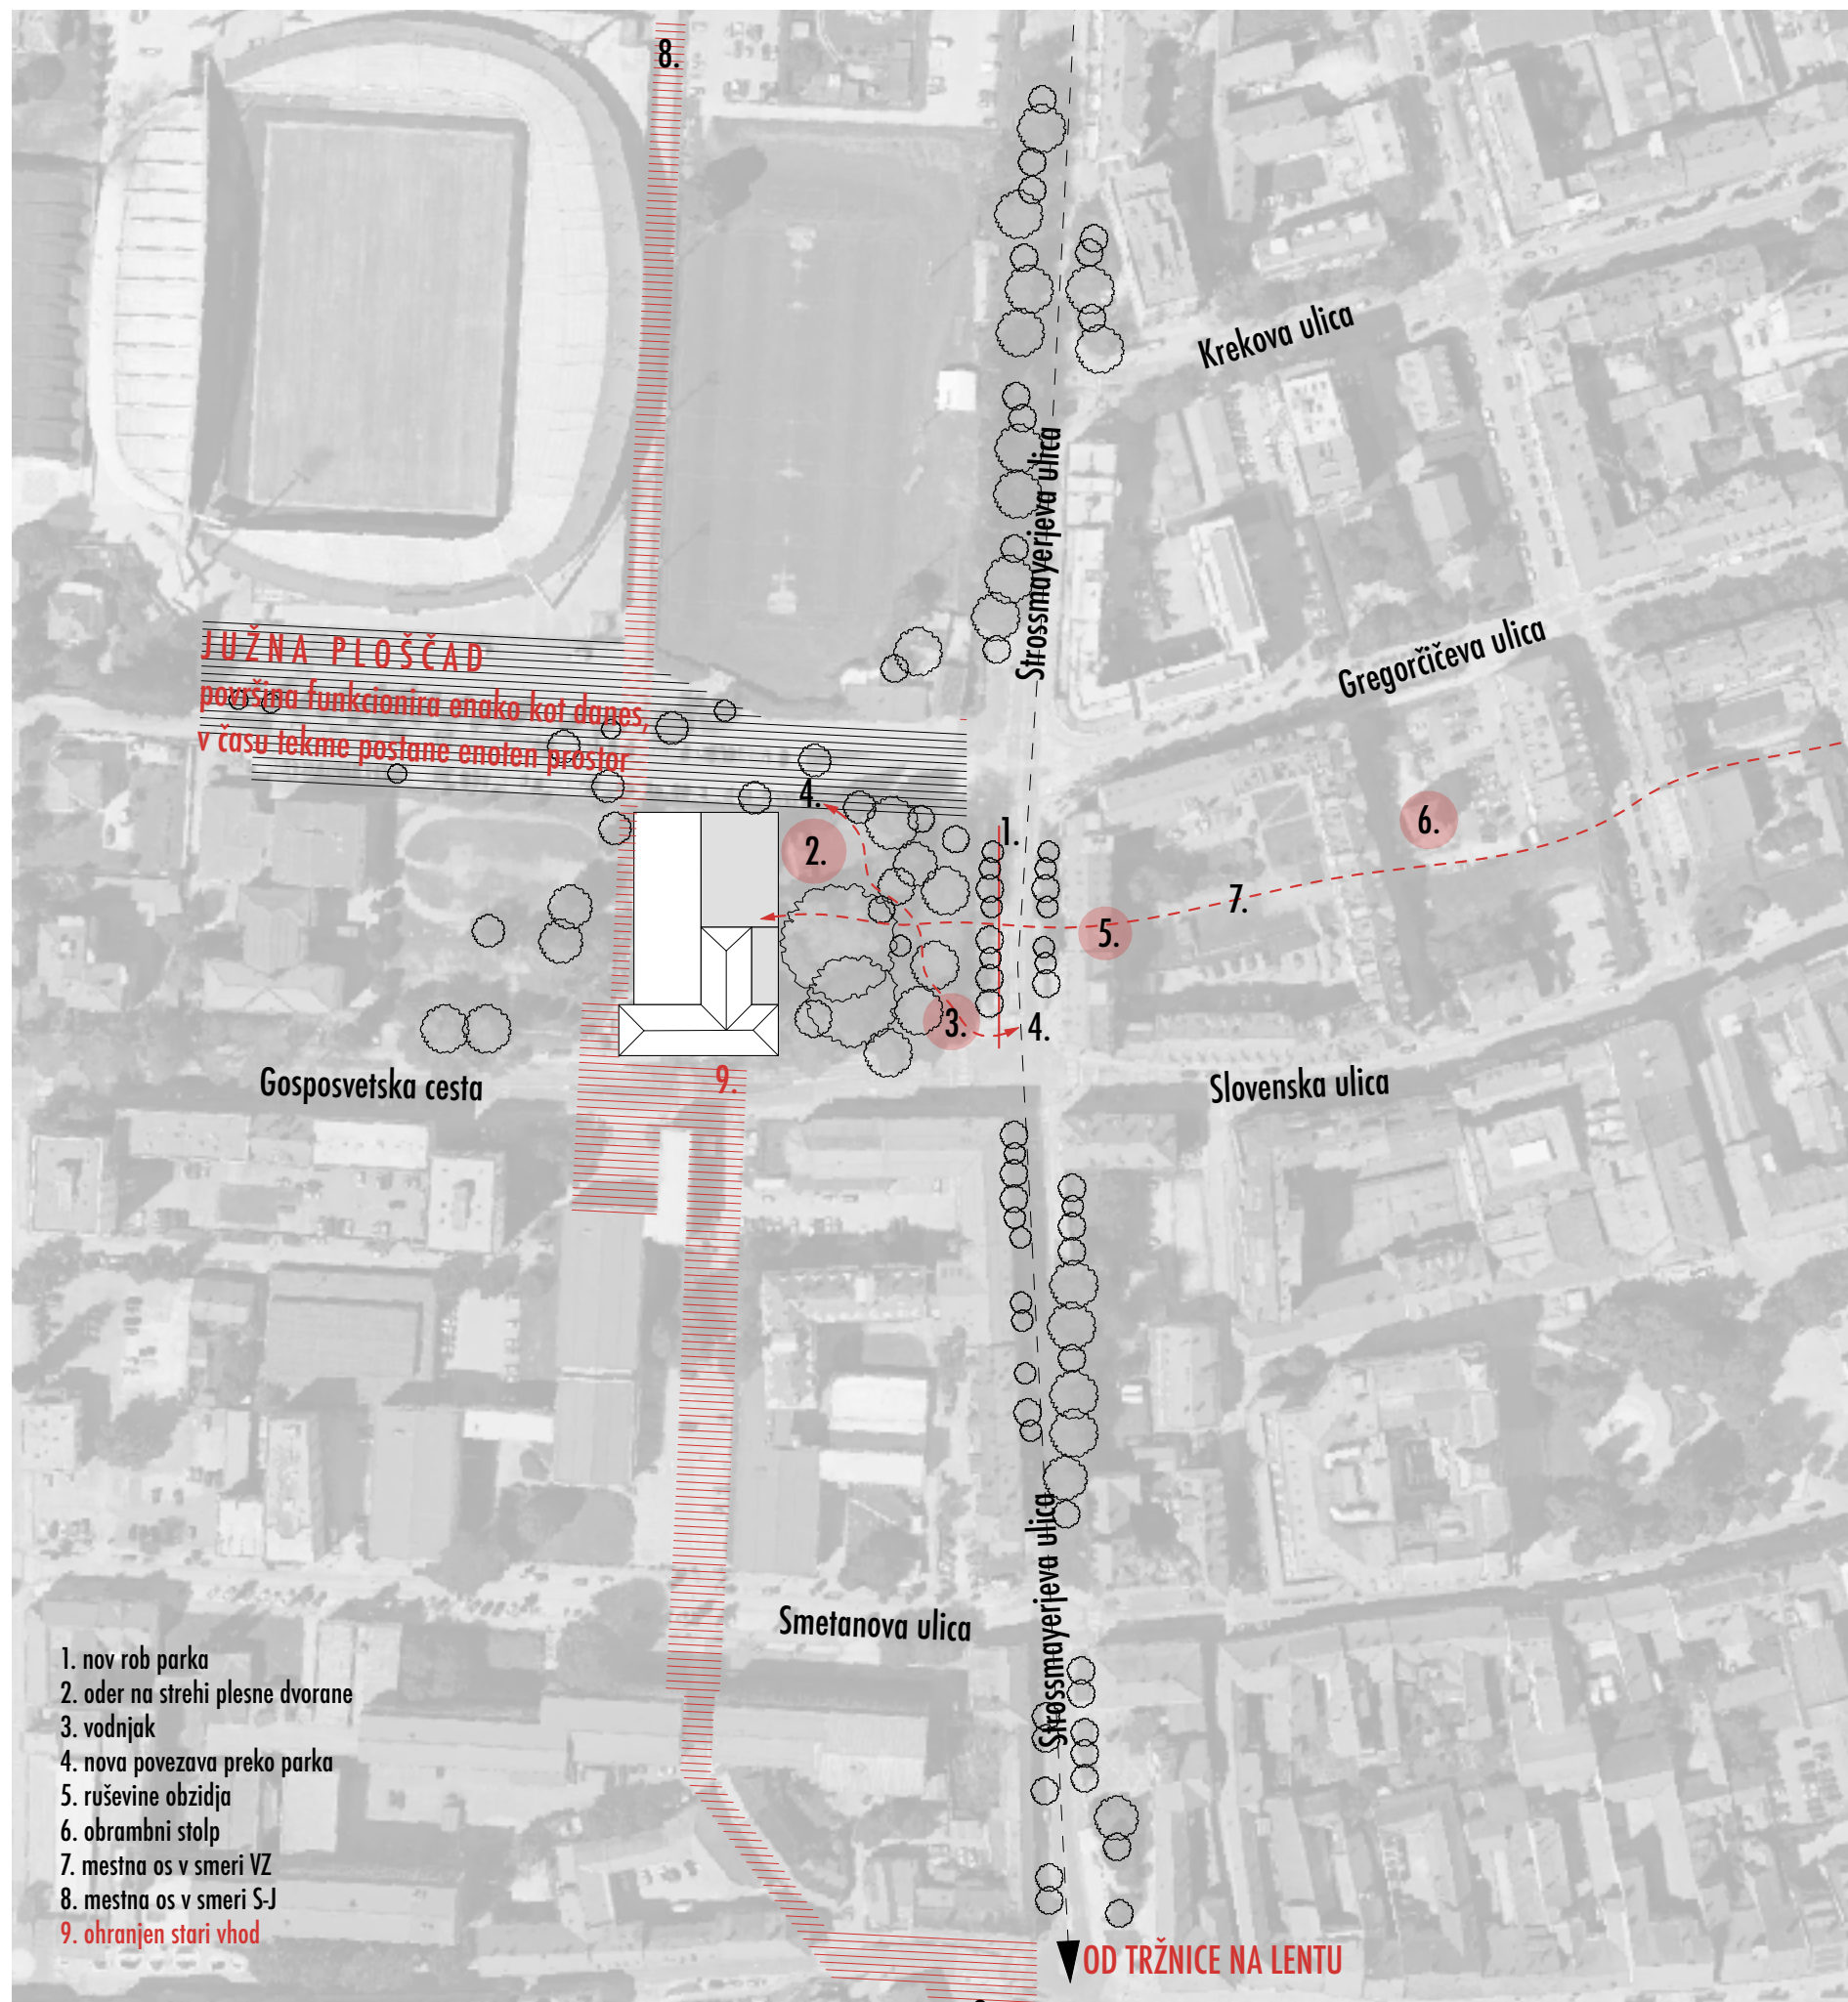 8.
Krekova ulica
Strossmayerjeva ulica
Gregorčičeva ulica
JUŽNA PLOŠČAD
površina funkcionira enako kot danes,
v času tekme postane enoten prostor
4.
1.
2.
6.
7.
5.
3.
4.
9.
Gosposvetska cesta
Slovenska ulica
Strossmayerjeva ulica
Smetanova ulica
Strossmayerjeva ulica
1. nov rob parka
2. oder na strehi plesne dvorane
3. vodnjak
4. nova povezava preko parka
5. ruševine obzidja
6. obrambni stolp
7. mestna os v smeri VZ
8. mestna os v smeri S-J
9. ohranjen stari vhod
OD TRŽNICE NA LENTU